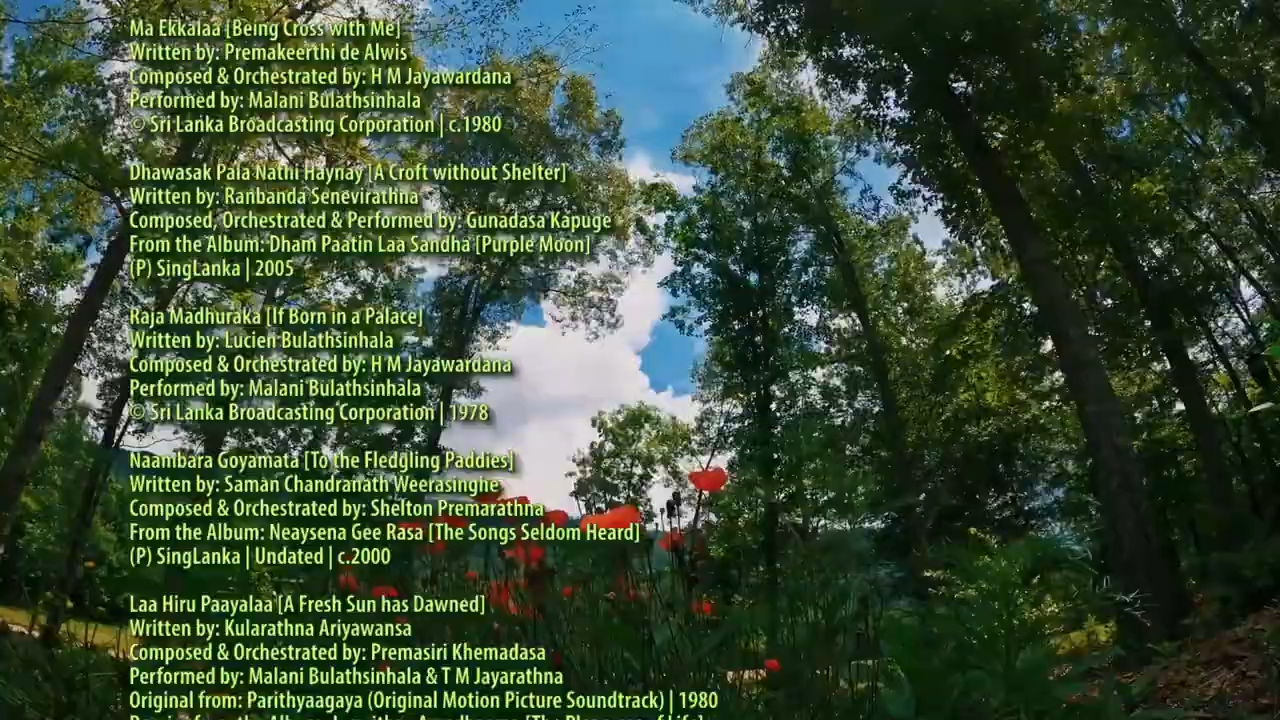 Ma Ekkalaa [Being Cross with Me]
Written by: Premakeerthi de Alwis
Composed & Orchestrated by: H M Jayawardana
Performed by: Malani Bulathsinhala
© Sri Lanka Broadcasting Corporation | c.1980
Dhawasak Pala Nathi Haynay [A Croft without Shelter]
Written by: Ranbanda Senevirathna
Composed, Orchestrated & Performed by: Gunadasa Kapuge
From the Album: Dham Paatin Laa Sandha [Purple Moon]
(P) SingLanka | 2005
Raja Madhuraka [If Born in a Palace]
Written by: Lucien Bulathsinhala
Composed & Orchestrated by: H M Jayawardana
Performed by: Malani Bulathsinhala
© Sri Lanka Broadcasting Corporation | 1978
Naambara Goyamata [To the Fledgling Paddies]
Written by: Saman Chandranath Weerasinghe
Composed & Orchestrated by: Shelton Premarathna
From the Album: Neaysena Gee Rasa [The Songs Seldom Heard]
(P) SingLanka | Undated | c.2000
Laa Hiru Paayalaa [A Fresh Sun has Dawned]
Written by: Kularathna Ariyawansa
Composed & Orchestrated by: Premasiri Khemadasa
Performed by: Malani Bulathsinhala & T M Jayarathna
Original from: Parithyaagaya (Original Motion Picture Soundtrack) | 1980